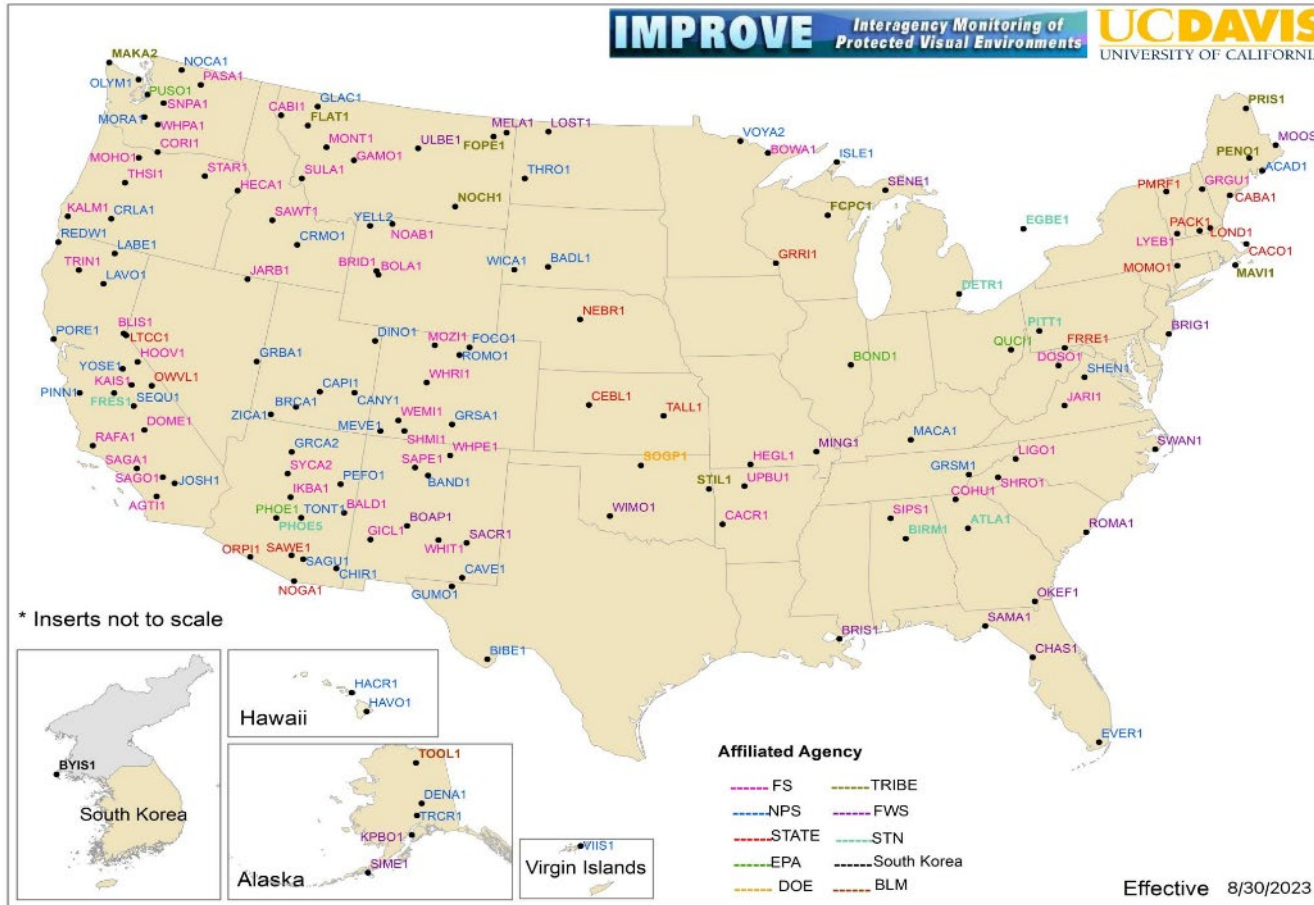 IMPROVE
Interagency Monitoring of
Protected Visual Environments
UCDAVIS
UNIVERSITY OF CALIFORNIA
MAKA2
NOCA1
OLYM1
PASA1
PUSO1
SNPA1
MORA1
WHPA1
CORI1
MOHO1
THSI1
STAR1
HECA1
KALM1
CRLA1
REDW1
LABE1
TRIN1
LAVO1
CABI1
GLAC1
FLAT1
MONT1
GAMO1
SULA1
ULBE1
MELA1
FOPE1
LOST1
THRO1
NOCH1
SAWT1
YELL2
NOAB1
CRMO1
BRID1
BOLA1
JARB1
WICA1
BADL1
VOYA2
BOWA1
ISLE1
SENE1
FCPC1
GRRI1
EGBE1
DETR1
PRIS1
MOOS
PENO1
ACAD1
PMRF1
GRGU1
CABA1
PACK1
LYEB1
LOND1
CACO1
MOMO1
MAVI1
PORE1
BLIS1
LTCC1
HOOV1
YOSE1
KAIS1
OWVL1
PINN1
FRES1
SEQU1
DOME1
RAFA1
SAGA1
SAGO1
JOSH1
AGTI1
GRBA1
DINO1
MOZI1
FOCO1
ROMO1
WHRI1
CAPI1
BRCA1
CANY1
ZICA1
WEMI1
GRSA1
MEVE1
SHMI1
WHPE1
GRCA2
SYCA2
SAPE1
PEFO1
BAND1
IKBA1
PHOE1
TONT1
BALD1
PHOE5
BOAP1
GICL1
WHIT1
SACR1
ORPI1
SAWE1
SAGU1
CHIR1
CAVE1
NOGA1
GUMO1
BIBE1
NEBR1
CEBL1
TALL1
SOGP1
STIL1
WIMO1
BOND1
MING1
HEGL1
UPBU1
CACR1
MACA1
QUCI1
PITT1
FRRE1
DOSO1
BRIG1
SHEN1
JARI1
SWAN1
LIGO1
GRSM1
SHRO1
COHU1
SIPS1
BIRM1
ATLA1
ROMA1
OKEF1
SAMA1
BRIS1
CHAS1
EVER1
* Inserts not to scale
BYIS1
South Korea
HACR1
HAVO1
Hawaii
TOOL1
DENA1
TRCR1
KPBO1
SIME1
Alaska
VIIS1
Virgin Islands
Affiliated Agency
FS
TRIBE
NPS
FWS
STATE
STN
EPA
South Korea
DOE
BLM
Effective 8/30/2023